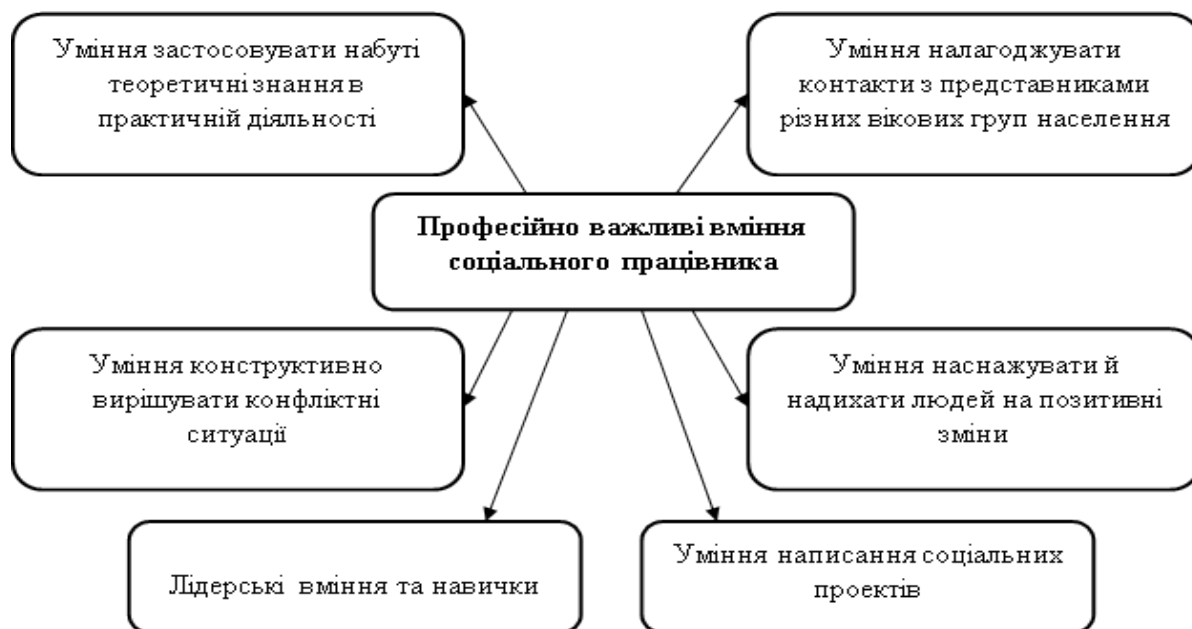 Уміння застосовувати набуті
теоретичні знання в
практичній діяльності
Уміння налагоджувати
контакти з представниками
різних вікових груп населення
Професійно важливі вміння
соціального працівника
Уміння конструктивно
вирішувати конфліктні
ситуації
Уміння наснажувати й
надихати людей на позитивні
зміни
Лідерські вміння та навички
Уміння написання соціальних
проектів